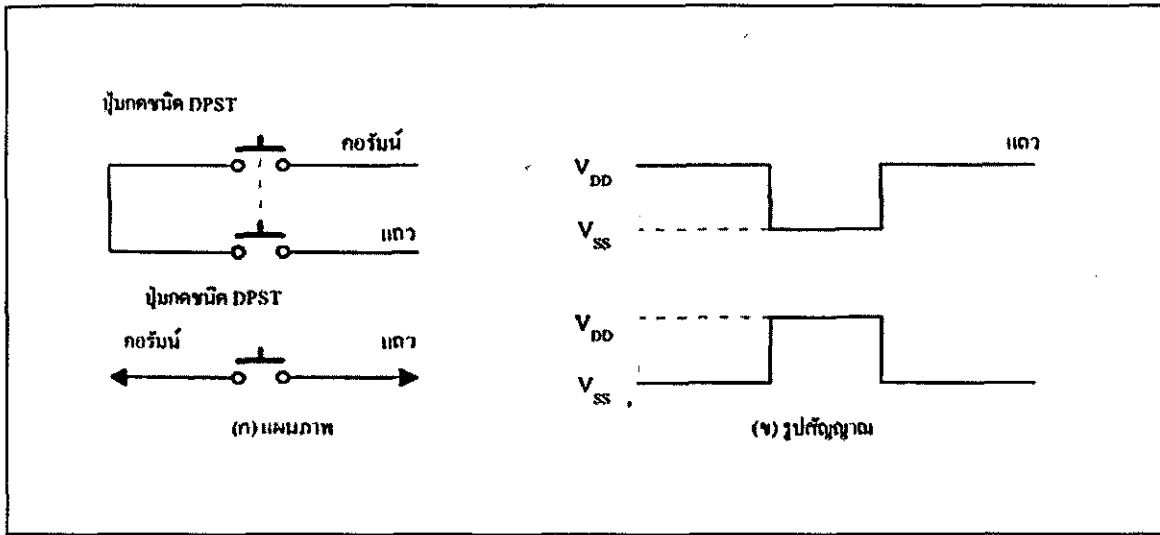 ปุ่มกดชนิด DPST
คอรัมน์
แถว
ปุ่มกดชนิด DPST
คอรัมน์
แถว
(ก) แผนภาพ
แถว
V DD
V SS
V DD
V SS
(ข) รูปสัญญาณ